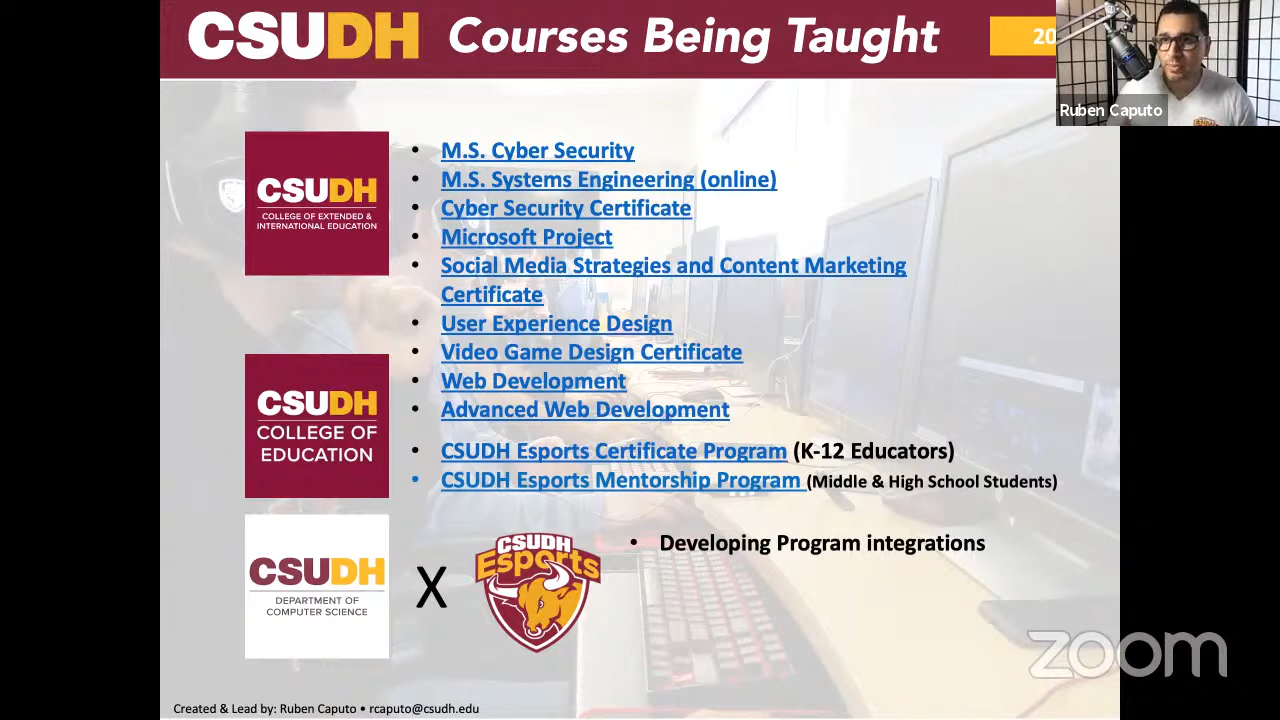 CSUDH Courses Being Taught
20
Ruben Caputo
CSUDH
COLLEGE OF EXTENDED &
INTERNATIONAL EDUCATION
• M.S. Cyber Security
• M.S. Systems Engineering (online)
• Cyber Security Certificate
• Microsoft Project
• Social Media Strategies and Content Marketing
Certificate
• User Experience Design
• Video Game Design Certificate
• Web Development
• Advanced Web Development
CSUDH
COLLEGE OF
EDUCATION
• CSUDH Esports Certificate Program (K-12 Educators)
• CSUDH Esports Mentorship Program (Middle & High School Students)
CSUDH
DEPARTMENT OF
COMPUTER SCIENCE
X
CSUDH
Esports
• Developing Program integrations
zoom
Created & Lead by: Ruben Caputo • rcaputo@csudh.edu